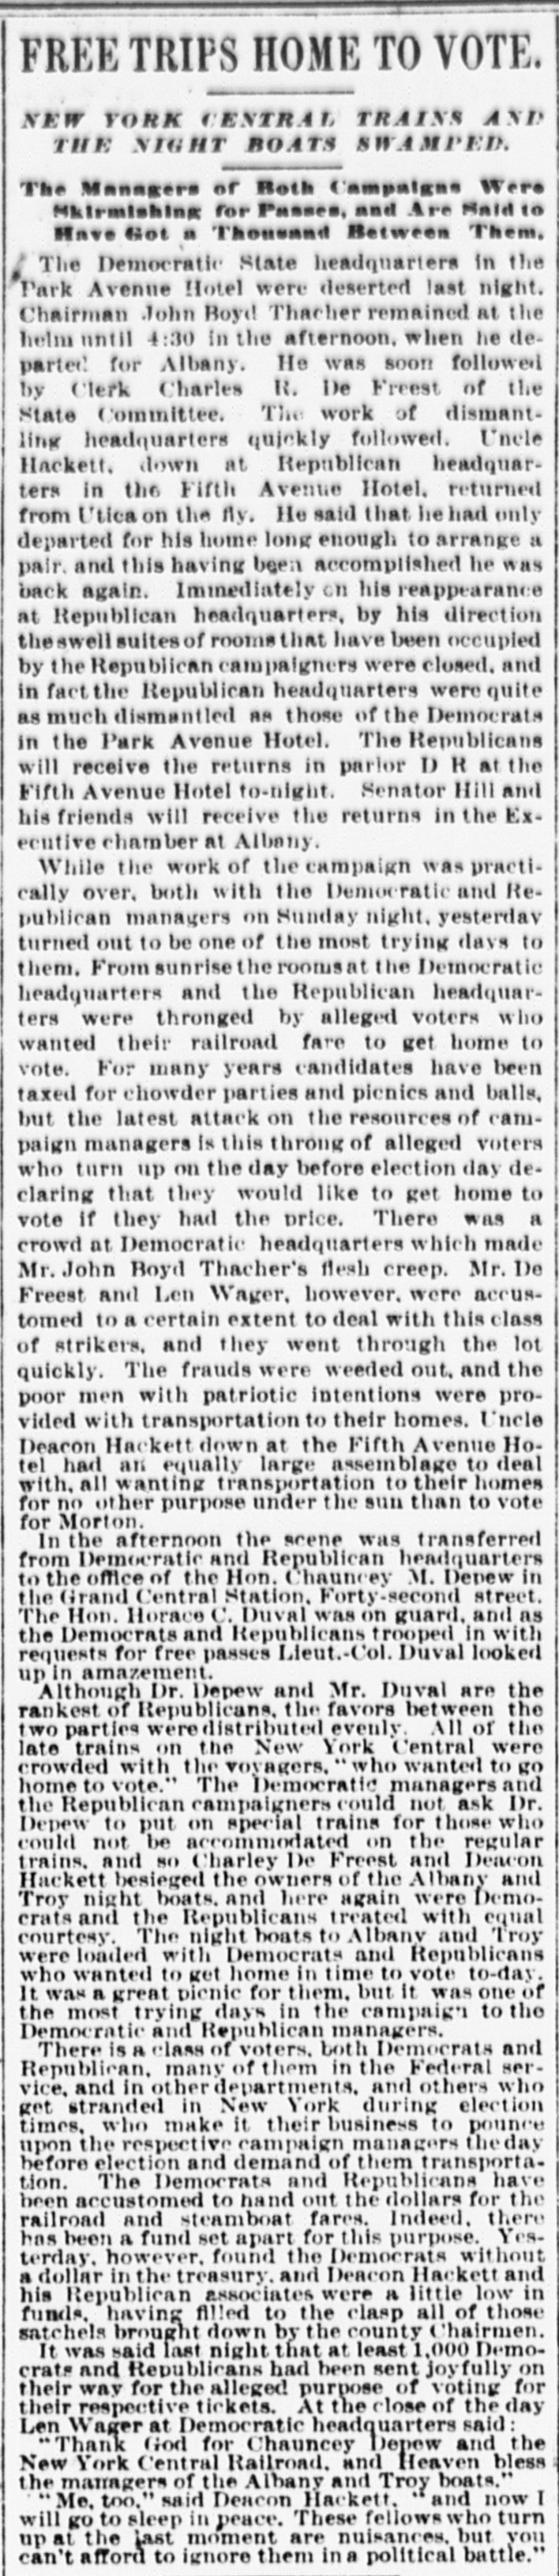 FREE TRIPS HOME TO VOTE.
NEW YORK CENTRAL TRAINS AND
THE NIGHT BOATS SWAMPED.
The Managers of Both Campaigns Were
Skirmishing for Passes, and Are Said to
Have Got a Thousand Between Them.
The Democratic State headquarters in the
Park Avenue Hotel were deserted last night.
Chairman John Boyd Thacher remained at the
helm until 4:30 in the afternoon, when he de-
parted for Albany. He was soon followed
by Clerk Charles R. De Freest of the
State Committee. The work of dismant-
ling headquarters quickly followed. Uncle
Hackett, down at Republican headquar-
ters in the Fifth Avenue Hotel, returned
from Utica on the fly. He said that he had only
departed for his home long enough to arrange a
pair, and this having been accomplished he was
back again. Immediately on his reappearance
at Republican headquarters, by his direction
the swell suites of rooms that have been occupied
by the Republican campaigners were closed, and
in fact the Republican headquarters were quite
as much dismantled as those of the Democrats
in the Park Avenue Hotel. The Republicans
will receive the returns in parlor D R at the
Fifth Avenue Hotel to-night. Senator Hill and
his friends will receive the returns in the Ex-
ecutive chamber at Albany.
While the work of the campaign was practi-
cally over, both with the Democratic and Re-
publican managers on Sunday night, yesterday
turned out to be one of the most trying days to
them. From sunrise the rooms at the Democratic
headquarters and the Republican headquar-
ters were thronged by alleged voters who
wanted their railroad fare to get home to
vote. For many years candidates have been
taxed for chowder parties and picnics and balls,
but the latest attack on the resources of cam-
paign managers is this throng of alleged voters
who turn up on the day before election day de-
claring that they would like to get home to
vote if they had the price. There was a
crowd at Democratic headquarters which made
Mr. John Boyd Thacher's flesh creep. Mr. De
Freest and Len Wager, however, were accus-
tomed to a certain extent to deal with this class
of strikers, and they went through the lot
quickly. The frauds were weeded out, and the
poor men with patriotic intentions were pro-
vided with transportation to their homes. Uncle
Deacon Hackett down at the Fifth Avenue Ho-
tel had an equally large assemblage to deal
with, all wanting transportation to their homes
for no other purpose under the sun than to vote
for Morton.
In the afternoon the scene was transferred
from Democratic and Republican headquarters
to the office of the Hon. Chauncey M. Depew in
the Grand Central Station, Forty-second street.
The Hon. Horace C. Duval was on guard, and as
the Democrats and Republicans trooped in with
requests for free passes Lieut.-Col. Duval looked
up in amazement.
Although Dr. Depew and Mr. Duval are the
rankest of Republicans, the favors between the
two parties were distributed evenly. All of the
late trains on the New York Central were
crowded with the voyagers, "who wanted to go
home to vote." The Democratic managers and
the Republican campaigners could not ask Dr.
Depew to put on special trains for those who
could not be accommodated on the regular
trains, and so Charley De Freest and Deacon
Hackett besieged the owners of the Albany and
Troy night boats, and here again were Demo-
crats and the Republicans treated with equal
courtesy. The night boats to Albany and Troy
were loaded with Democrats and Republicans
who wanted to get home in time to vote to-day.
It was a great picnic for them, but it was one of
the most trying days in the campaign to the
Democratic and Republican managers.
There is a class of voters, both Democrats and
Republican, many of them in the Federal ser-
vice, and in other departments, and others who
get stranded in New York during election
times, who make it their business to pounce
upon the respective campaign managers the day
before election and demand of them transporta-
tion. The Democrats and Republicans have
been accustomed to hand out the dollars for the
railroad and steamboat fares. Indeed, there
has been a fund set apart for this purpose. Yes-
terday, however, found the Democrats without
a dollar in the treasury, and Deacon Hackett and
his Republican associates were a little low in
funds, having filled to the clasp all of those
satchels brought down by the county Chairmen.
It was said last night that at least 1,000 Demo-
crats and Republicans had been sent joyfully on
their way for the alleged purpose of voting for
their respective tickets. At the close of the day
Len Wager at Democratic headquarters said:
"Thank God for Chauncey Depew and the
New York Central Railroad, and Heaven bless
the managers of the Albany and Troy boats."
"Me, too," said Deacon Hackett, "and now I
will go to sleep in peace. These fellows who turn
up at the last moment are nuisances, but you
can't afford to ignore them in a political battle."